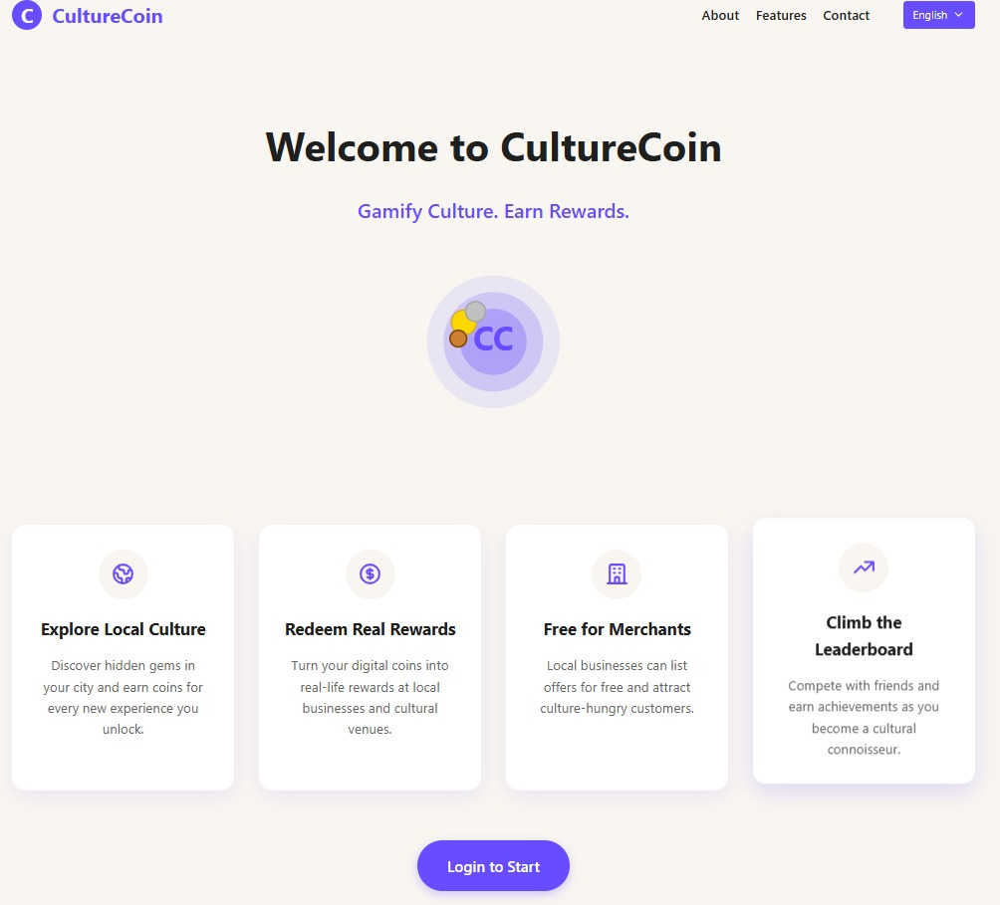 C CultureCoin
About Features Contact English
Welcome to CultureCoin
Gamify Culture. Earn Rewards.
CC
Explore Local Culture
Discover hidden gems in
your city and earn coins for
every new experience you
unlock.
Redeem Real Rewards
Turn your digital coins into
real-life rewards at local
businesses and cultural
venues.
Free for Merchants
Local businesses can list
offers for free and attract
culture-hungry customers.
Climb the
Leaderboard
Compete with friends and
earn achievements as you
become a cultural
connoisseur.
Login to Start